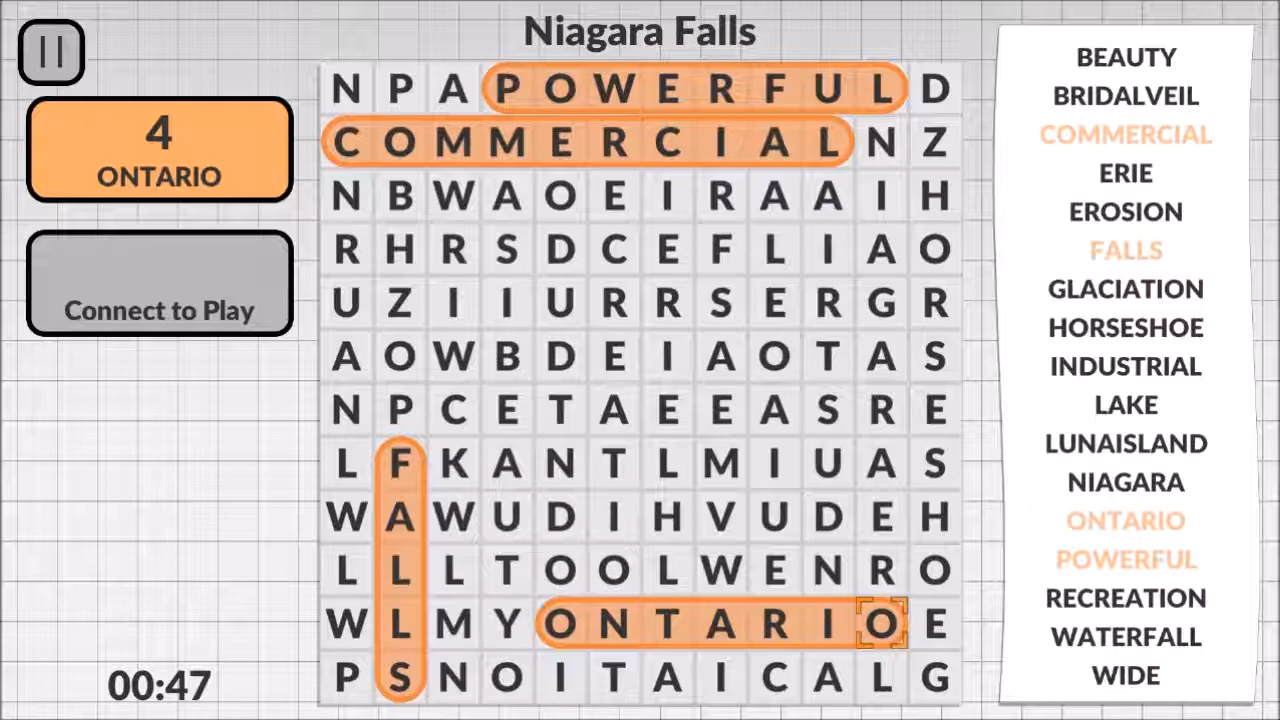 Niagara Falls
4
ONTARIO
Connect to Play
00:47
N P A P O W E R F U L D
C O M M E R C I A L N Z
N B W A O E I R A A I H
R H R S D C E F L I A O
U Z I I U R R S E R G R
A O W B D E I A O T A S
N P C E T A E E A S R E
L F K A N T L M I U A S
W A W U D I H V U D E H
L L L T O O L W E N R O
W L M Y O N T A R I O E
P S N O I T A I C A L G
BEAUTY
BRIDALVEIL
COMMERCIAL
ERIE
EROSION
FALLS
GLACIATION
HORSESHOE
INDUSTRIAL
LAKE
LUNAISLAND
NIAGARA
ONTARIO
POWERFUL
RECREATION
WATERFALL
WIDE